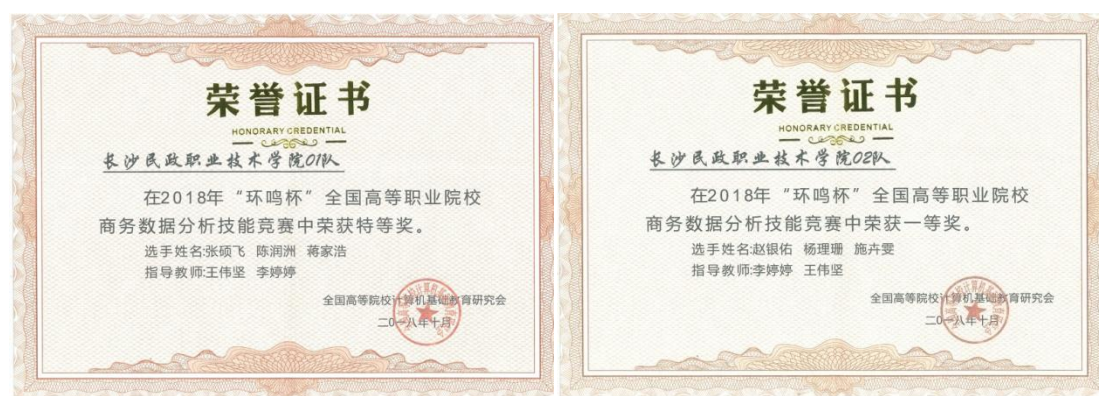 荣誉证书
HONORARY CREDENTIAL
长沙民政职业技术学院01队
在2018年“环鸣杯”全国高等职业院校
商务数据分析技能竞赛中荣获特等奖。
选手姓名:张硕飞 陈润洲 蒋家浩
指导教师:王伟坚 李婷婷
全国高等院校计算机基础教育研究会
二0一八年十月
荣誉证书
HONORARY CREDENTIAL
长沙民政职业技术学院02队
在2018年“环鸣杯”全国高等职业院校
商务数据分析技能竞赛中荣获一等奖。
选手姓名:赵银佑 杨理珊 施卉雯
指导教师:李婷婷 王伟坚
全国高等院校计算机基础教育研究会
二0一八年十月